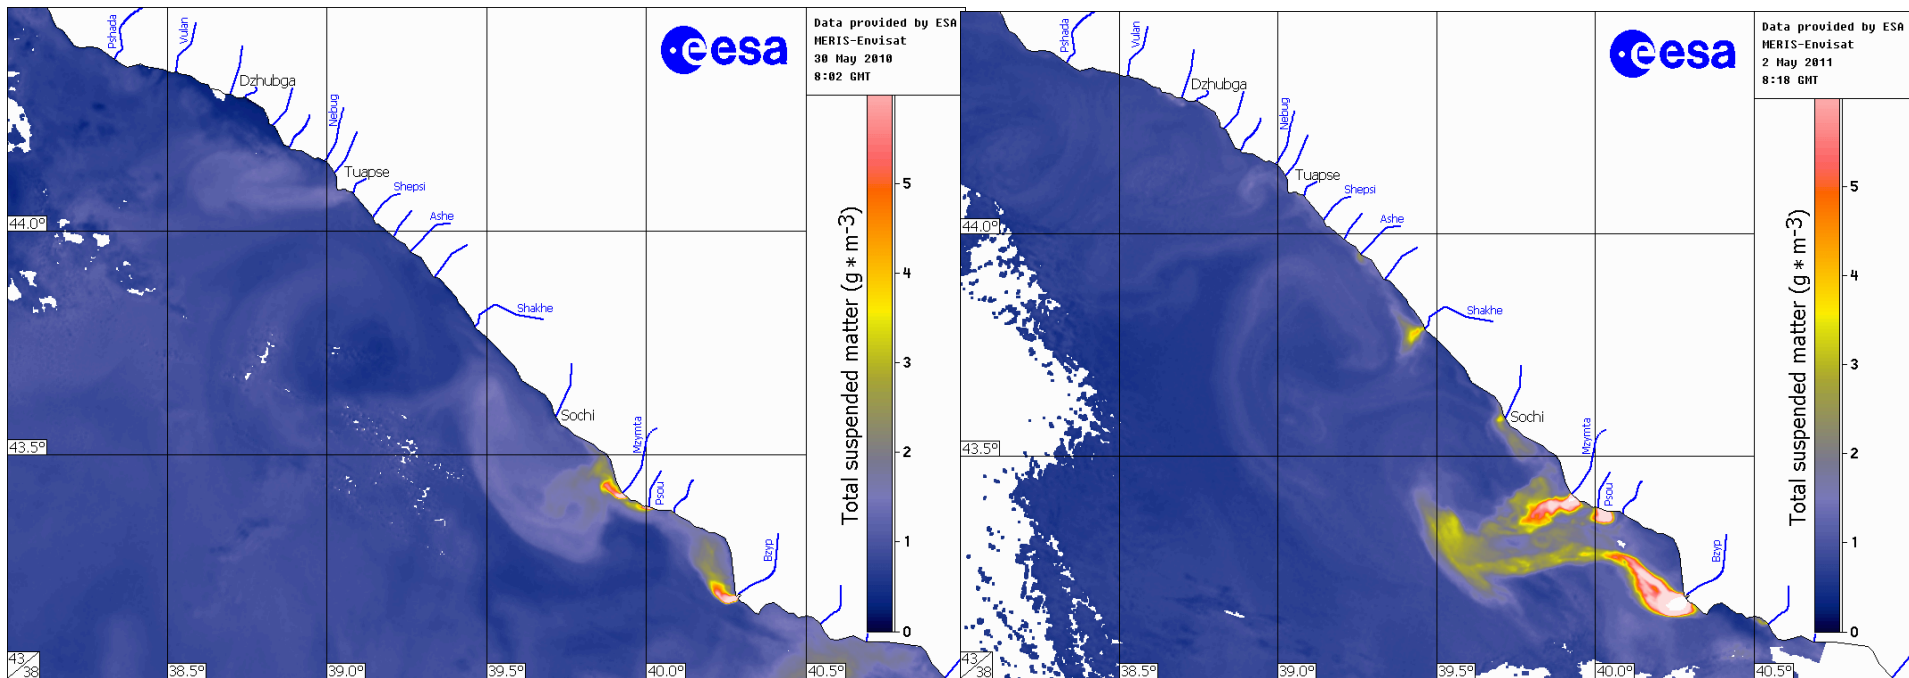 Data provided by ESA
MERIS-Envisat
30 May 2010
8:02 GMT
esa
Pshada
Vulan
Dzhubga
Nebug
Tuapse
Shepsi
Ashe
44.0°
Shakhe
Sochi
43.5°
Mzymta
Psou
Bzyp
43
38
38.5°
39.0°
39.5°
40.0°
40.5°
Total suspended matter (g * m-3)
5
4
3
2
1
0
Data provided by ESA
MERIS-Envisat
2 May 2011
8:18 GMT
esa
Pshada
Vulan
Dzhubga
Nebug
Tuapse
Shepsi
Ashe
44.0°
Shakhe
Sochi
43.5°
Mzymta
Psou
Bzyp
43
38
38.5°
39.0°
39.5°
40.0°
40.5°
Total suspended matter (g * m-3)
5
4
3
2
1
0